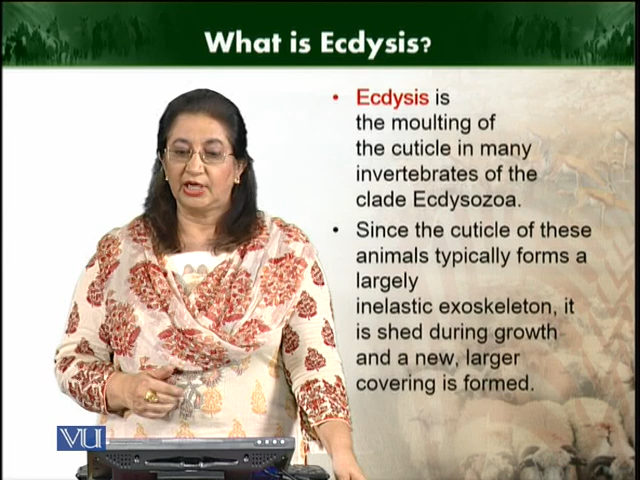 What is Ecdysis?
• Ecdysis is
the moulting of
the cuticle in many
invertebrates of the
clade Ecdysozoa.
• Since the cuticle of these
animals typically forms a
largely
inelastic exoskeleton, it
is shed during growth
and a new, larger
covering is formed.
VU